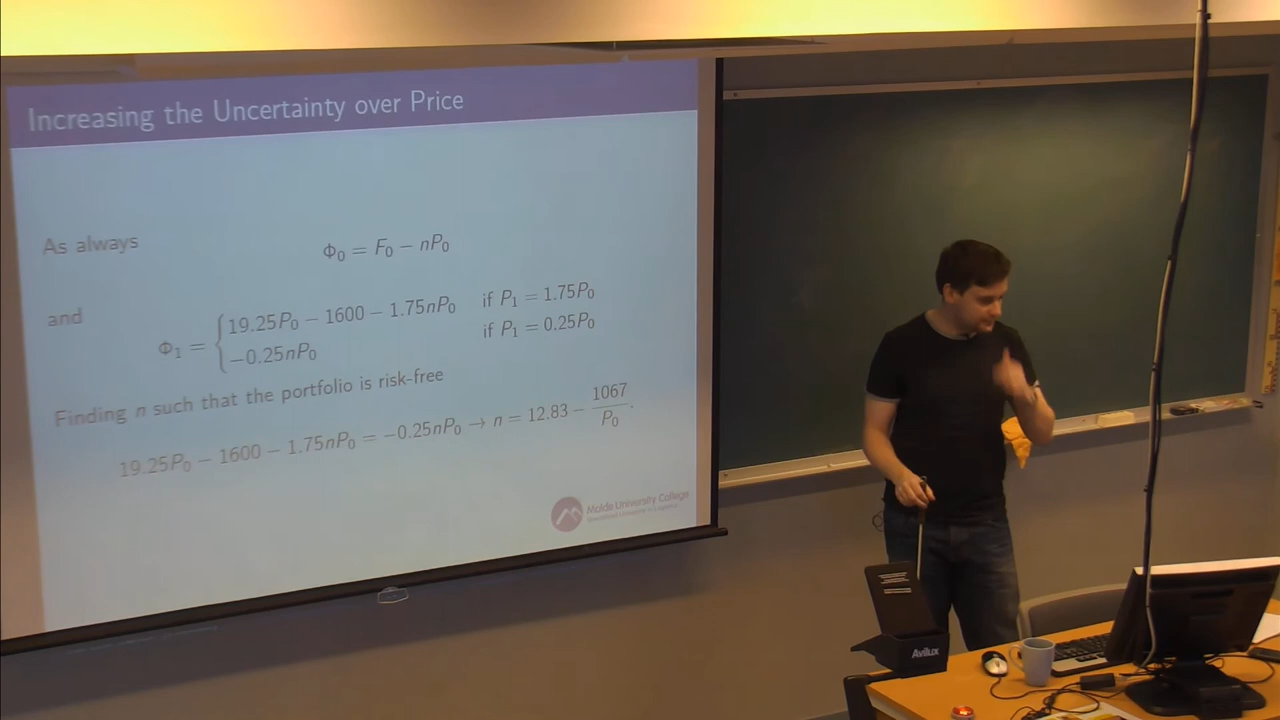 Increasing the Uncertainty over Price
As always
Φ₀ = F₀ − nP₀
and
Φ₁ = { 19.25P₀ − 1600 − 1.75nP₀ if P₁ = 1.75P₀
−0.25nP₀ if P₁ = 0.25P₀
Finding n such that the portfolio is risk-free
19.25P₀ − 1600 − 1.75nP₀ = −0.25nP₀ → n = 12.83 − 1067/P₀.
Molde University College
Avilux